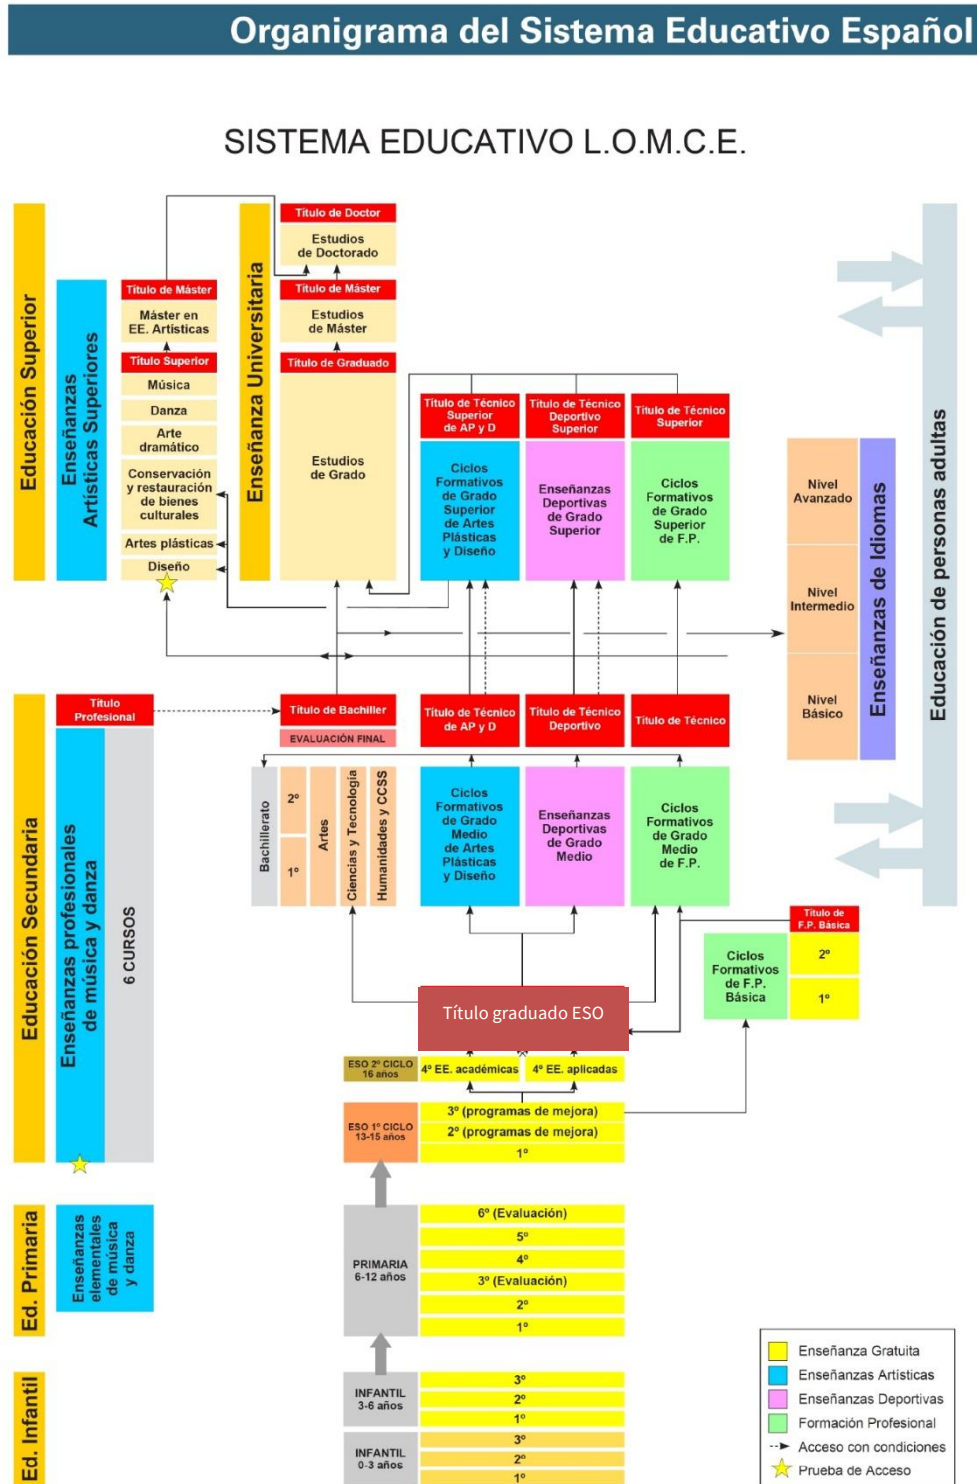 Organigrama del Sistema Educativo Español
SISTEMA EDUCATIVO L.O.M.C.E.
Educación Superior
Enseñanzas
Artísticas Superiores
Título de Máster
Máster en
EE. Artísticas
Título Superior
Música
Danza
Arte
dramático
Conservación
y restauración
de bienes
culturales
Artes plásticas
Diseño
Enseñanza Universitaria
Título de Doctor
Estudios
de Doctorado
Título de Máster
Estudios
de Máster
Título de Graduado
Estudios
de Grado
Título de Técnico
Superior
de AP y D
Ciclos
Formativos
de Grado
Superior
de Artes
Plásticas
y Diseño
Título de Técnico
Deportivo
Superior
Enseñanzas
Deportivas
de Grado
Superior
Título de Técnico
Superior
Ciclos
Formativos
de Grado
Superior
de F.P.
Nivel
Avanzado
Nivel
Intermedio
Nivel
Básico
Enseñanzas de Idiomas
Educación de personas adultas
Educación Secundaria
Título
Profesional
Enseñanzas profesionales
de música y danza
6 CURSOS
Título de Bachiller
EVALUACIÓN FINAL
Bachillerato
2º
1º
Artes
Ciencias y Tecnología
Humanidades y CCSS
Título de Técnico
de AP y D
Ciclos
Formativos
de Grado
Medio
de Artes
Plásticas
y Diseño
Título de Técnico
Deportivo
Enseñanzas
Deportivas
de Grado
Medio
Título de Técnico
Ciclos
Formativos
de Grado
Medio
de F.P.
Título de
F.P. Básica
Ciclos
Formativos
de F.P.
Básica
2º
1º
Título graduado ESO
ESO 2º CICLO
16 años
4º EE. académicas
4º EE. aplicadas
ESO 1º CICLO
13-15 años
3º (programas de mejora)
2º (programas de mejora)
1º
Ed. Primaria
Enseñanzas
elementales
de música
y danza
PRIMARIA
6-12 años
6º (Evaluación)
5º
4º
3º (Evaluación)
2º
1º
Ed. Infantil
INFANTIL
3-6 años
3º
2º
1º
INFANTIL
0-3 años
3º
2º
1º
Enseñanza Gratuita
Enseñanzas Artísticas
Enseñanzas Deportivas
Formación Profesional
Acceso con condiciones
Prueba de Acceso